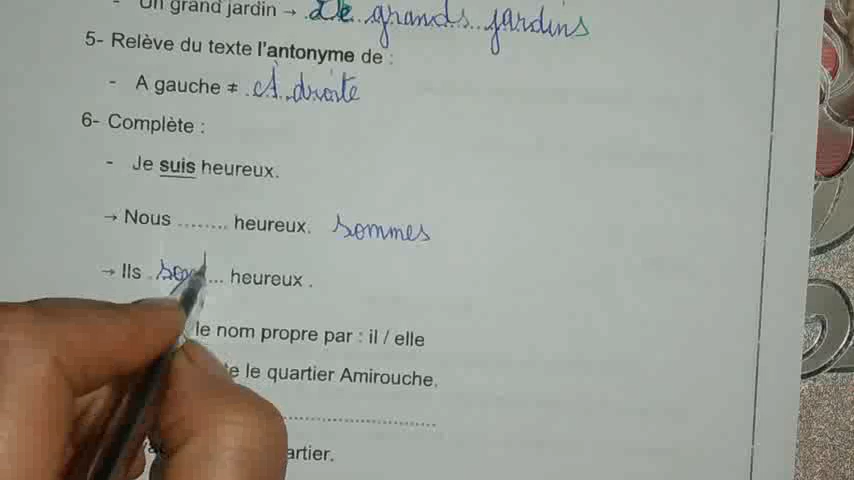 - Un grand jardin → De grands jardins
5- Relève du texte l'antonyme de :
- A gauche ≠ À droite
6- Complète :
- Je suis heureux.
→ Nous ........ heureux. sommes
→ Ils son... heureux .
le nom propre par : il / elle
le quartier Amirouche.
artier.